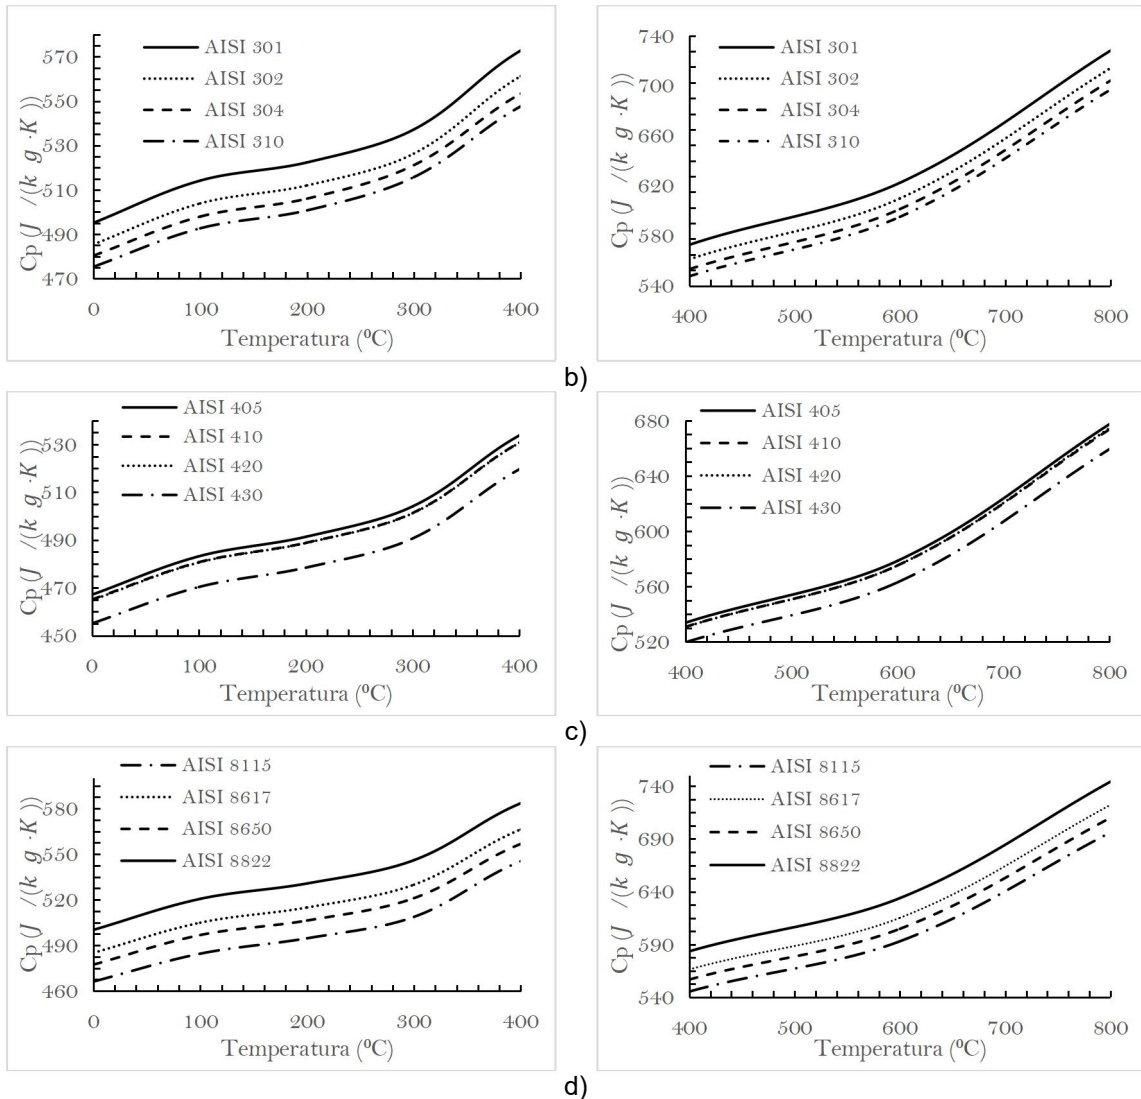 Cp (J /(k g ·K ))
570
550
530
510
490
470
AISI 301
AISI 302
AISI 304
AISI 310
0 100 200 300 400
Temperatura (⁰C)
Cp (J /(k g ·K ))
740
700
660
620
580
540
AISI 301
AISI 302
AISI 304
AISI 310
400 500 600 700 800
Temperatura (⁰C)
b)
Cp (J /(k g ·K ))
530
510
490
470
450
AISI 405
AISI 410
AISI 420
AISI 430
0 100 200 300 400
Temperatura (⁰C)
Cp (J /(k g ·K ))
680
640
600
560
520
AISI 405
AISI 410
AISI 420
AISI 430
400 500 600 700 800
Temperatura (⁰C)
c)
Cp (J /(k g ·K ))
580
550
520
490
460
AISI 8115
AISI 8617
AISI 8650
AISI 8822
0 100 200 300 400
Temperatura (⁰C)
Cp (J /(k g ·K ))
740
690
640
590
540
AISI 8115
AISI 8617
AISI 8650
AISI 8822
400 500 600 700 800
Temperatura (⁰C)
d)